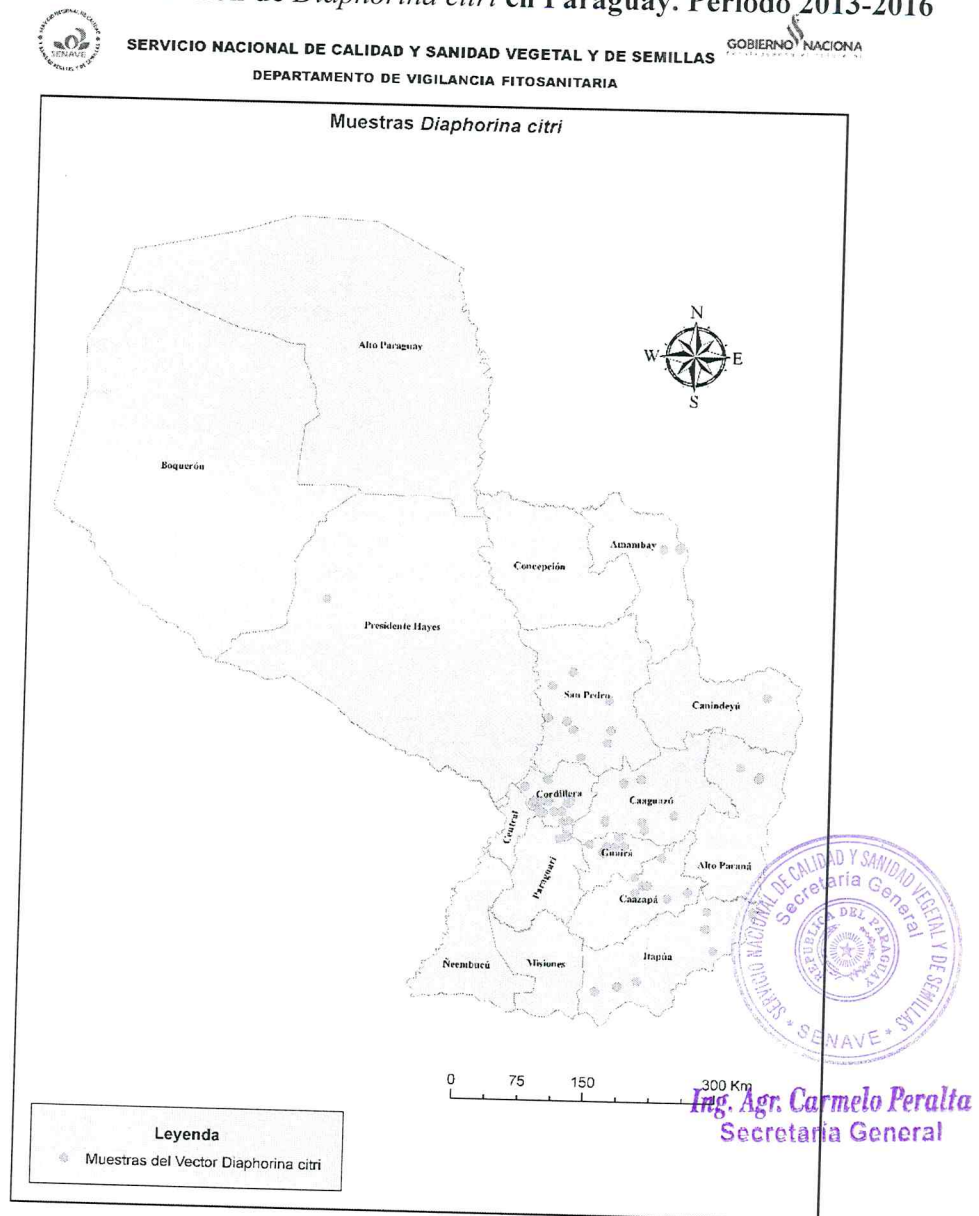 de Diaphorina citri en Paraguay. Período 2013-2016
SENAVE
SERVICIO NACIONAL DE CALIDAD Y SANIDAD VEGETAL Y DE SEMILLAS
GOBIERNO NACIONA
DEPARTAMENTO DE VIGILANCIA FITOSANITARIA
Muestras Diaphorina citri
N
W
E
S
Alto Paraguay
Boquerón
Amambay
Concepción
Presidente Hayes
San Pedro
Canindeyú
Cordillera
Caaguazú
Central
Guairá
Alto Paraná
Paraguarí
Caazapá
Ñeembucú
Misiones
Itapúa
SERVICIO NACIONAL DE CALIDAD Y SANIDAD VEGETAL Y DE SEMILLAS
Secretaría General
REPUBLICA DEL PARAGUAY
* SENAVE *
0 75 150 300 Km
Ing. Agr. Carmelo Peralta
Secretaria General
Leyenda
Muestras del Vector Diaphorina citri